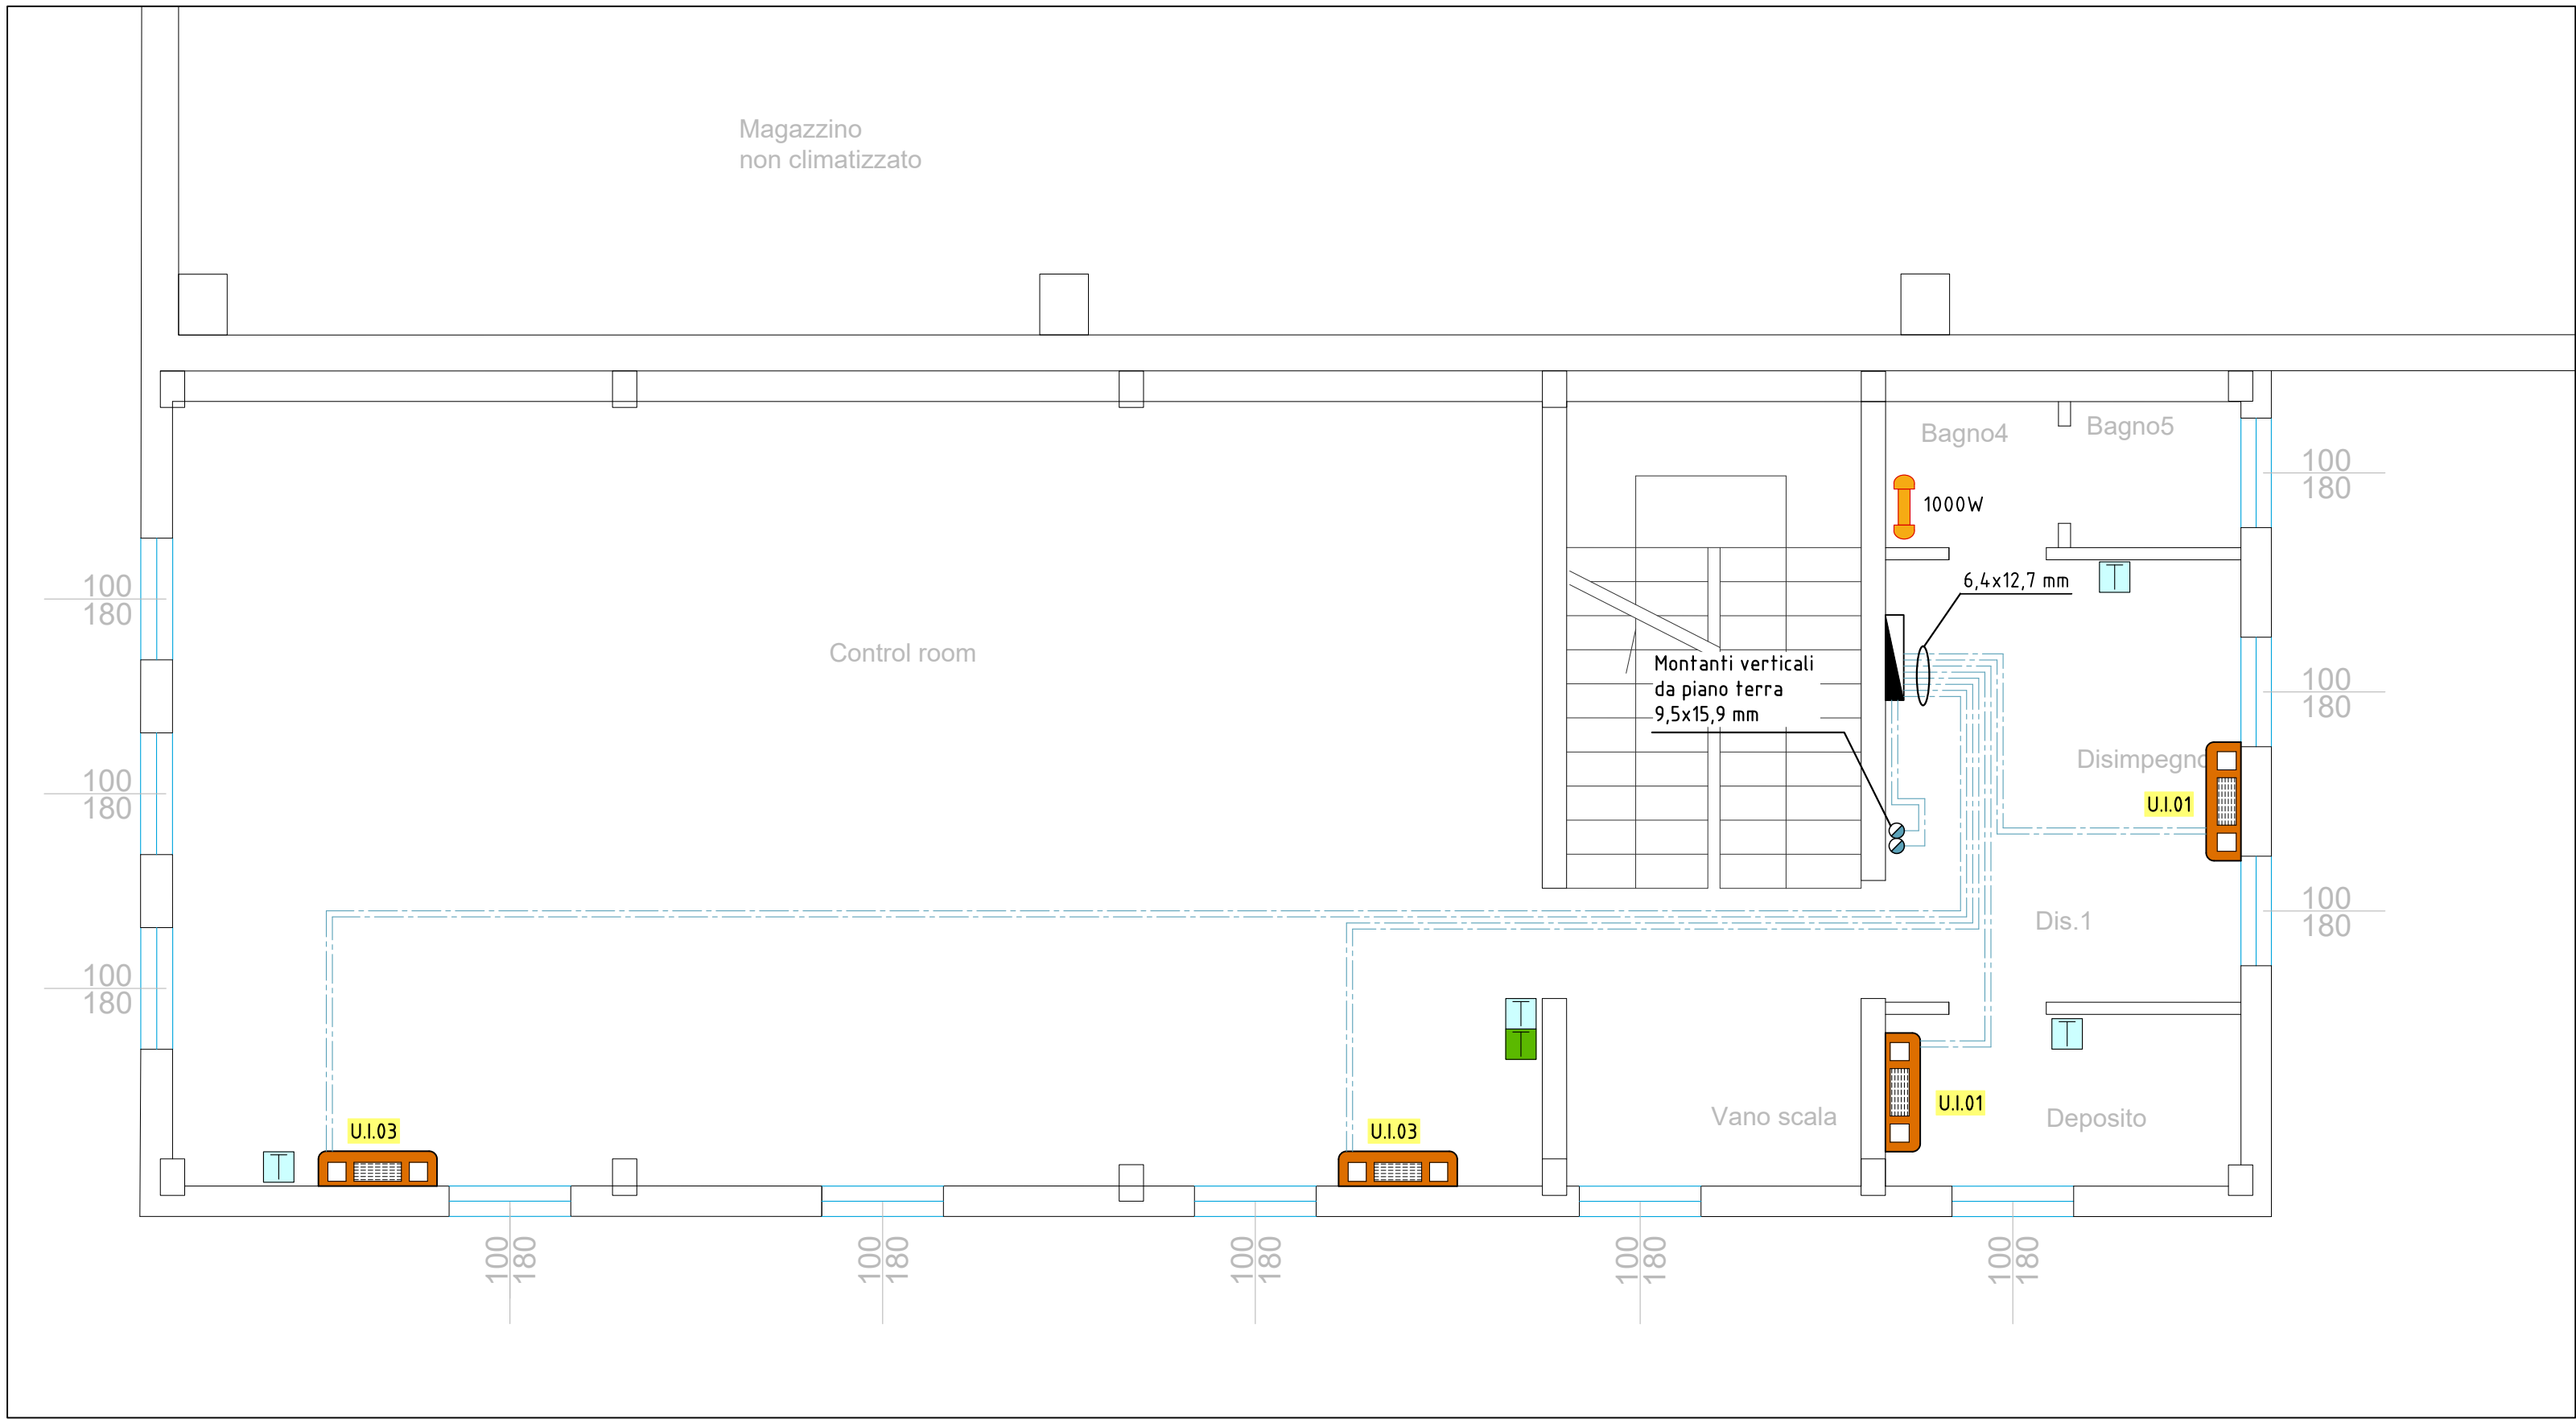 Magazzino
non climatizzato
Bagno4
Bagno5
100
180
1000W
6,4x12,7 mm
100
180
Control room
Montanti verticali
da piano terra
9,5x15,9 mm
100
180
Disimpegno
U.I.01
100
180
Dis.1
100
180
100
180
U.I.03
U.I.03
Vano scala
U.I.01
Deposito
100
180
100
180
100
180
100
180
100
180
T
T
T
T
T